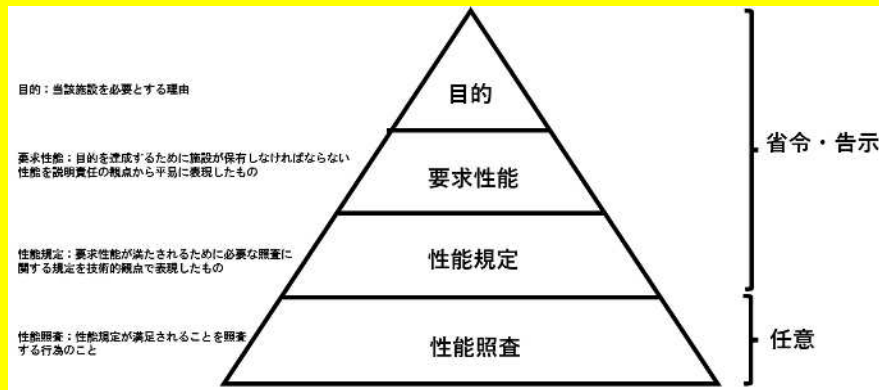 目的：当該施設を必要とする理由
目的
要求性能：目的を達成するために施設が保有しなければならない
性能を説明責任の観点から平易に表現したもの
要求性能
省令・告示
性能規定：要求性能が満たされるために必要な照査に
関する規定を技術的観点で表現したもの
性能規定
性能照査：性能規定が満足されることを照査
する行為のこと
性能照査
任意